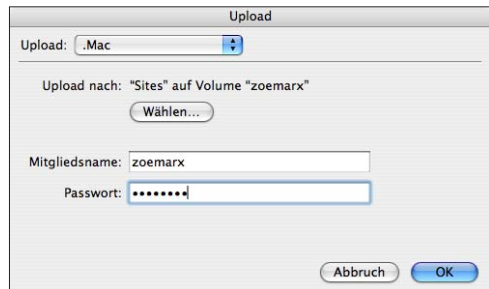 Upload
Upload: .Mac
Upload nach: "Sites" auf Volume "zoemarx"
Wählen...
Mitgliedsname: zoemarx
Passwort: ••••••••
Abbruch OK